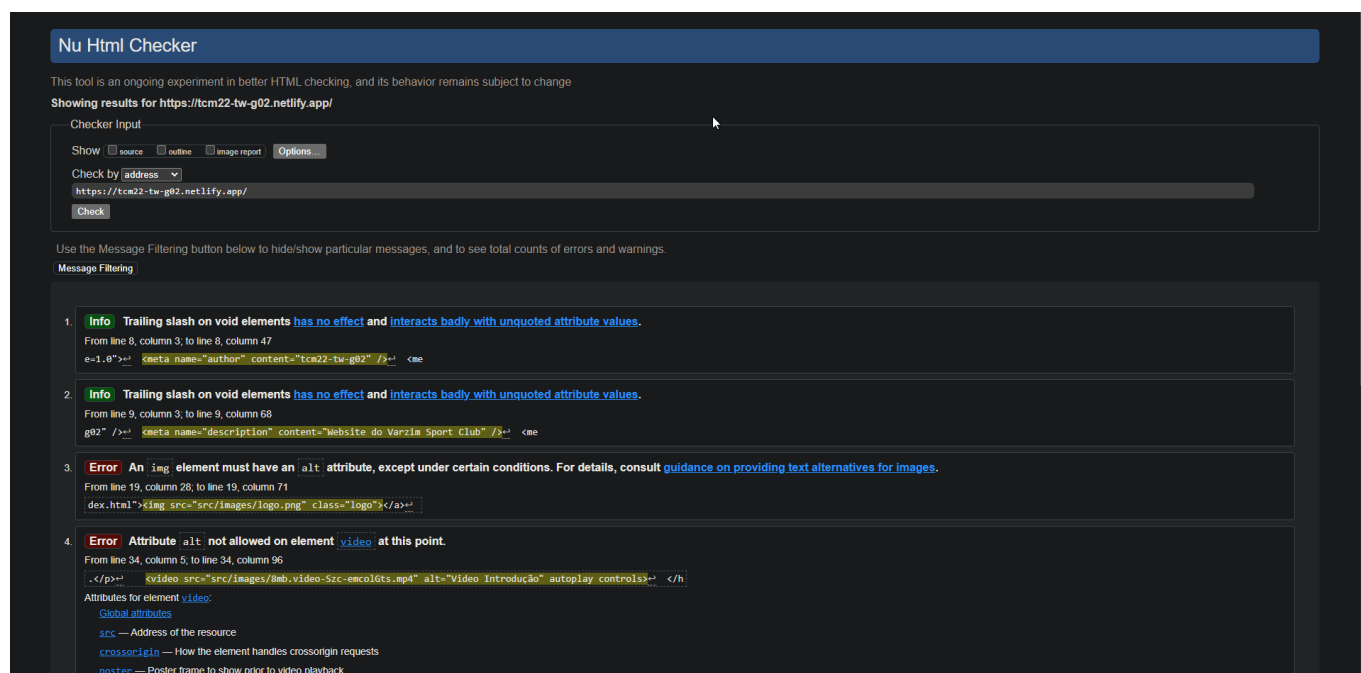 Nu Html Checker
This tool is an ongoing experiment in better HTML checking, and its behavior remains subject to change
Showing results for https://tcm22-tw-g02.netlify.app/
Checker Input
Show source outline image report Options...
Check by address
https://tcm22-tw-g02.netlify.app/
Check
Use the Message Filtering button below to hide/show particular messages, and to see total counts of errors and warnings.
Message Filtering
1. Info Trailing slash on void elements has no effect and interacts badly with unquoted attribute values.
From line 8, column 3; to line 8, column 47
e=1.0">↩ <meta name="author" content="tcm22-tw-g02" />↩ <me
2. Info Trailing slash on void elements has no effect and interacts badly with unquoted attribute values.
From line 9, column 3; to line 9, column 68
g02" />↩ <meta name="description" content="Website do Varzim Sport Club" />↩ <me
3. Error An img element must have an alt attribute, except under certain conditions. For details, consult guidance on providing text alternatives for images.
From line 19, column 28; to line 19, column 71
dex.html"><img src="src/images/logo.png" class="logo"></a>↩
4. Error Attribute alt not allowed on element video at this point.
From line 34, column 5; to line 34, column 96
.</p>↩ <video src="src/images/8mb.video-Szc-emcolGts.mp4" alt="Video Introdução" autoplay controls>↩ </h
Attributes for element video:
Global attributes
src — Address of the resource
crossorigin — How the element handles crossorigin requests
poster — Poster frame to show prior to video playback